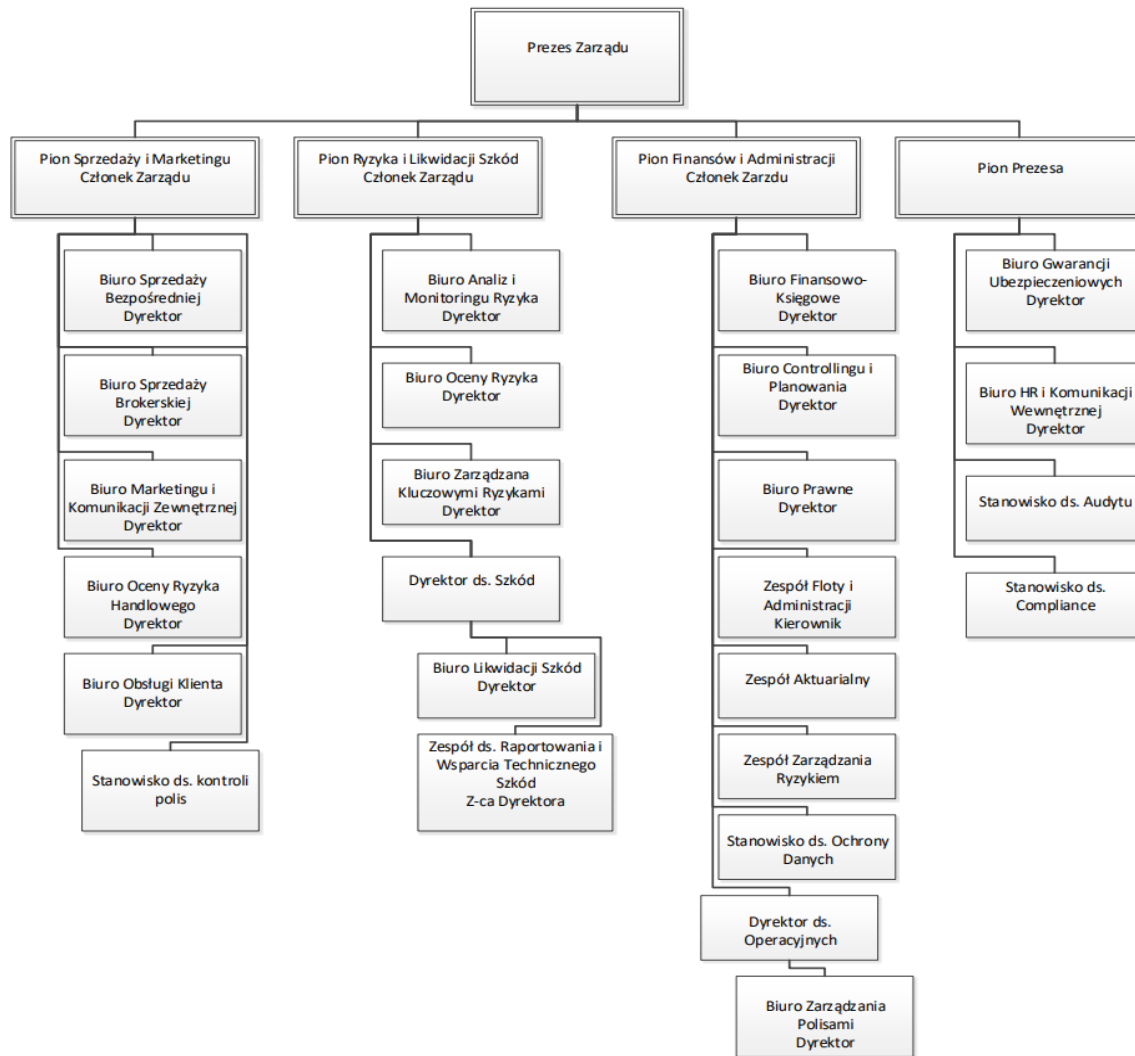 Prezes Zarządu
Pion Sprzedaży i Marketingu
Członek Zarządu
Pion Ryzyka i Likwidacji Szkód
Członek Zarządu
Pion Finansów i Administracji
Członek Zarzdu
Pion Prezesa
Biuro Sprzedaży
Bezpośredniej
Dyrektor
Biuro Sprzedaży
Brokerskiej
Dyrektor
Biuro Marketingu i
Komunikacji Zewnętrznej
Dyrektor
Biuro Oceny Ryzyka
Handlowego
Dyrektor
Biuro Obsługi Klienta
Dyrektor
Stanowisko ds. kontroli
polis
Biuro Analiz i
Monitoringu Ryzyka
Dyrektor
Biuro Oceny Ryzyka
Dyrektor
Biuro Zarządzana
Kluczowymi Ryzykami
Dyrektor
Dyrektor ds. Szkód
Biuro Likwidacji Szkód
Dyrektor
Zespół ds. Raportowania i
Wsparcia Technicznego
Szkód
Z-ca Dyrektora
Biuro Finansowo-
Księgowe
Dyrektor
Biuro Controllingu i
Planowania
Dyrektor
Biuro Prawne
Dyrektor
Zespół Floty i
Administracji
Kierownik
Zespół Aktuarialny
Zespół Zarządzania
Ryzykiem
Stanowisko ds. Ochrony
Danych
Dyrektor ds.
Operacyjnych
Biuro Zarządzania
Polisami
Dyrektor
Biuro Gwarancji
Ubezpieczeniowych
Dyrektor
Biuro HR i Komunikacji
Wewnętrznej
Dyrektor
Stanowisko ds. Audytu
Stanowisko ds.
Compliance